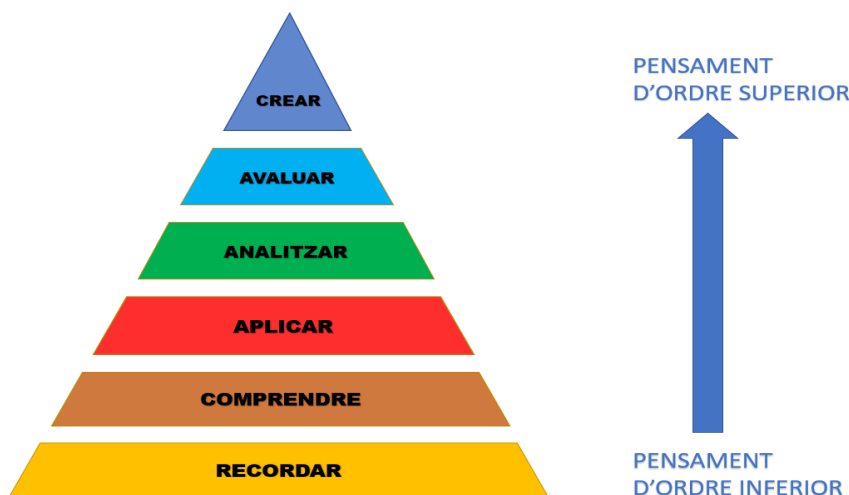 CREAR
AVALUAR
ANALITZAR
APLICAR
COMPRENDRE
RECORDAR
PENSAMENT
D'ORDRE SUPERIOR
PENSAMENT
D'ORDRE INFERIOR